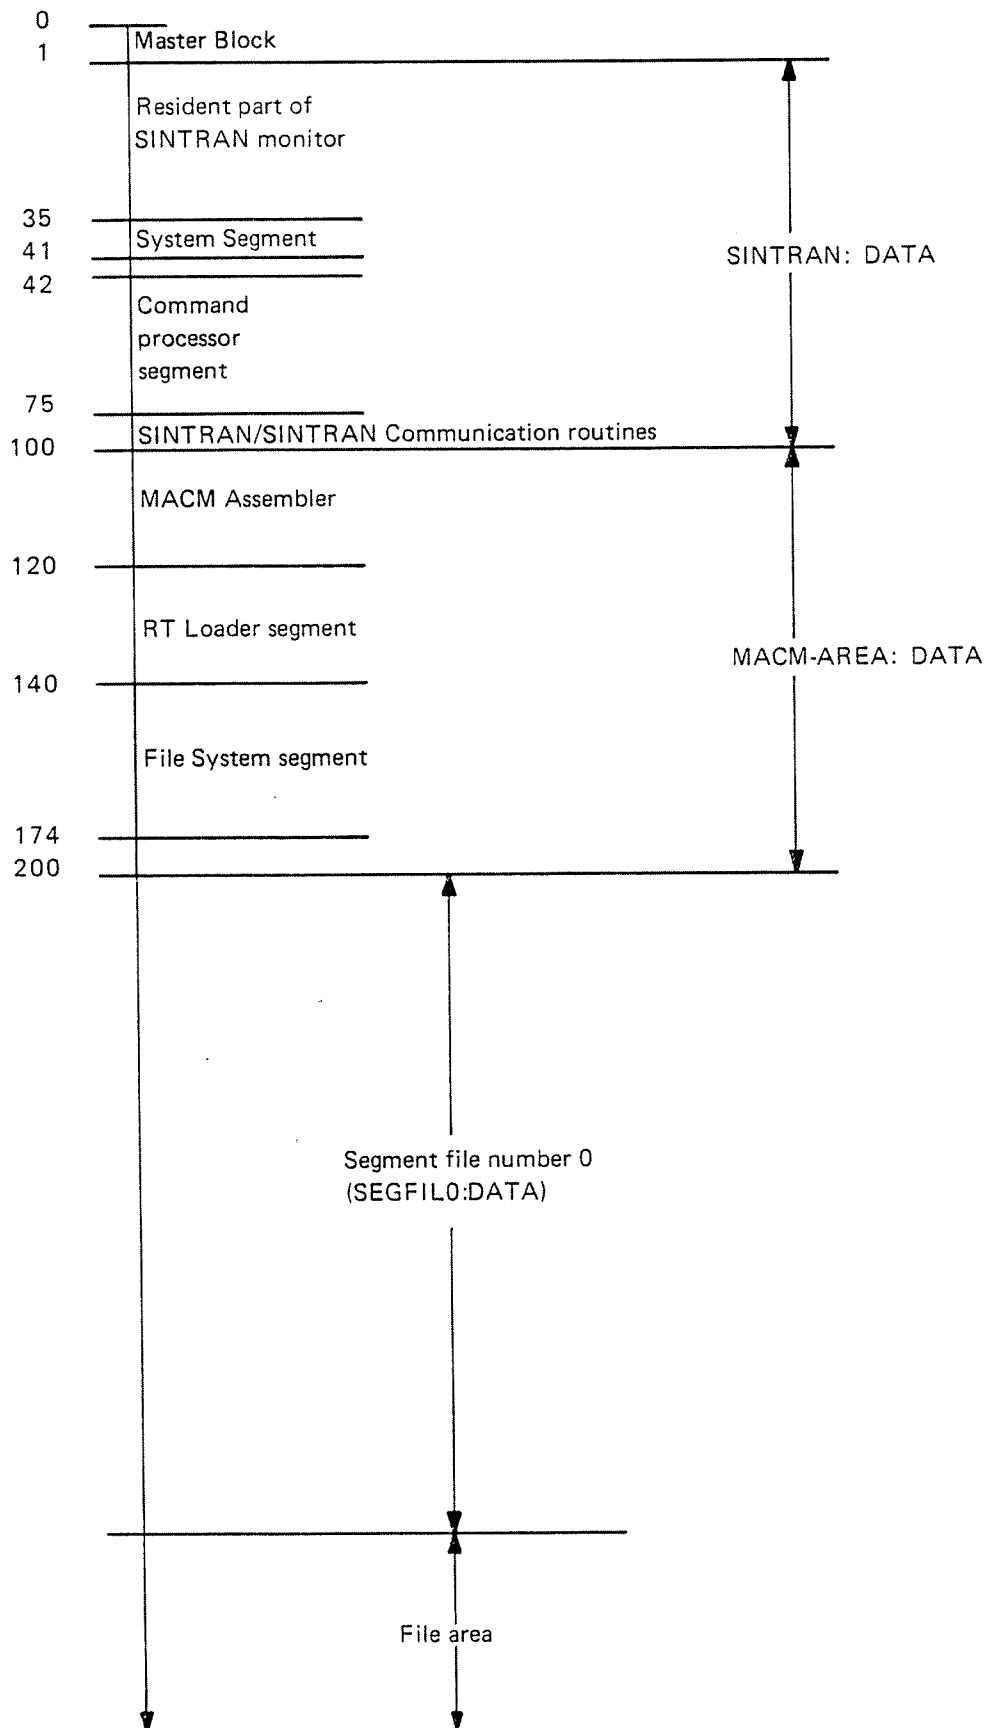 0
Master Block
1
Resident part of
SINTRAN monitor
35
System Segment
41
SINTRAN: DATA
42
Command
processor
segment
75
SINTRAN/SINTRAN Communication routines
100
MACM Assembler
120
RT Loader segment
MACM-AREA: DATA
140
File System segment
174
200
Segment file number 0
(SEGFIL0:DATA)
File area